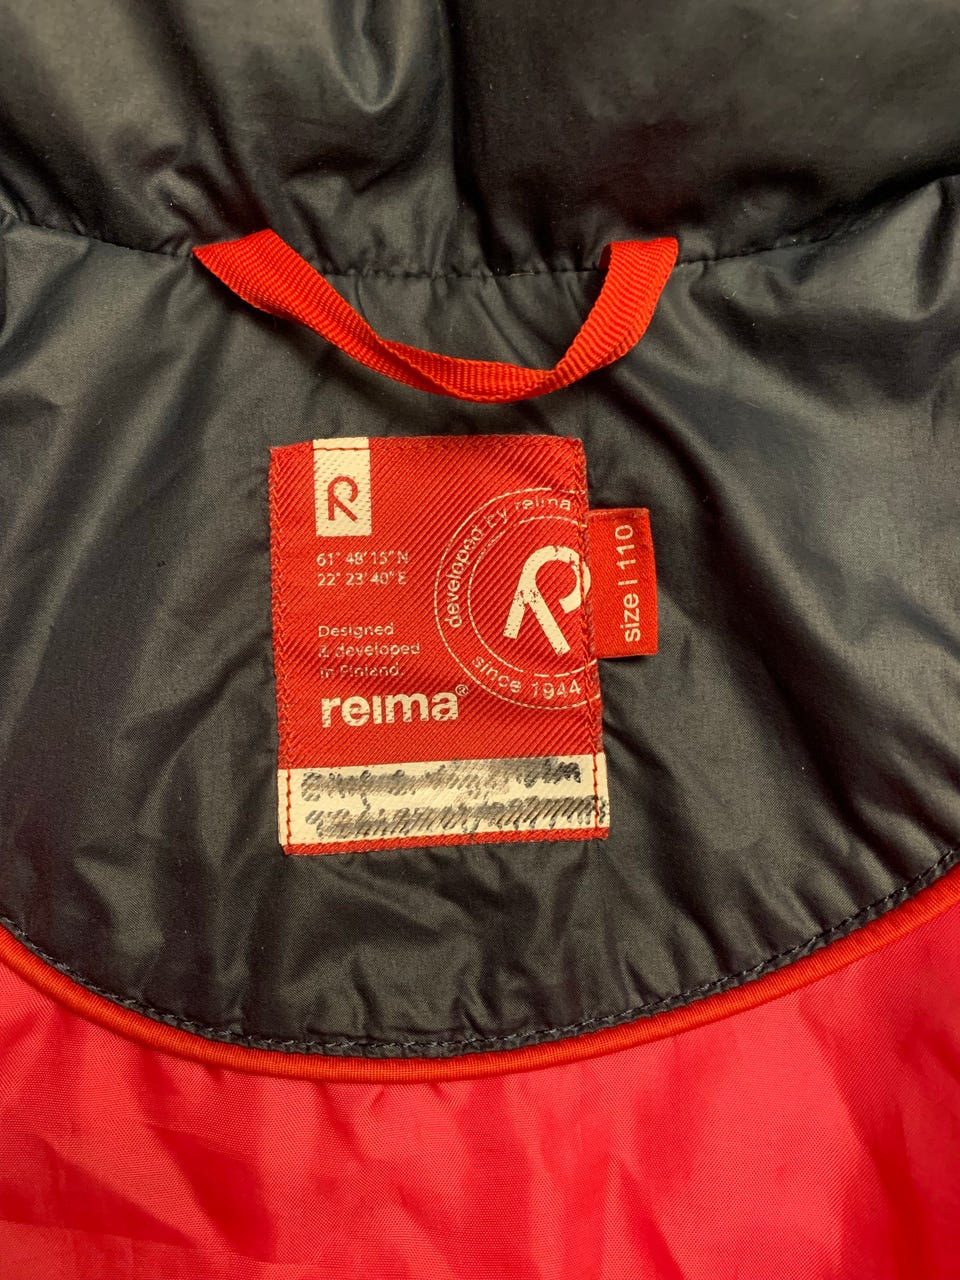 R
61° 48' 15" N
22° 23' 40" E
Designed
& developed
in Finland.
reima®
developed by reima
R
since 1944
size | 110